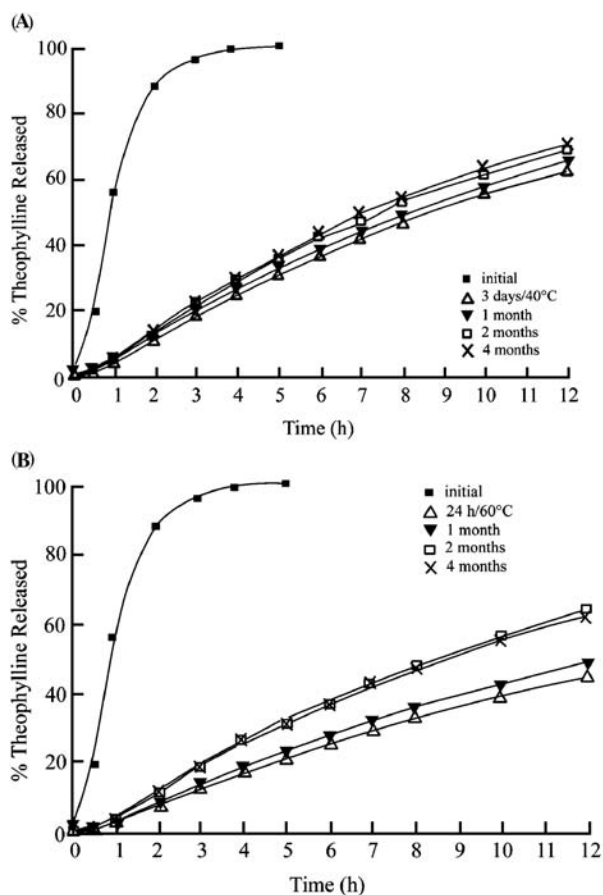 (A)
% Theophylline Released
100
80
60
40
20
0
initial
3 days/40°C
1 month
2 months
4 months
0 1 2 3 4 5 6 7 8 9 10 11 12
Time (h)
(B)
% Theophylline Released
100
80
60
40
20
0
initial
24 h/60°C
1 month
2 months
4 months
0 1 2 3 4 5 6 7 8 9 10 11 12
Time (h)